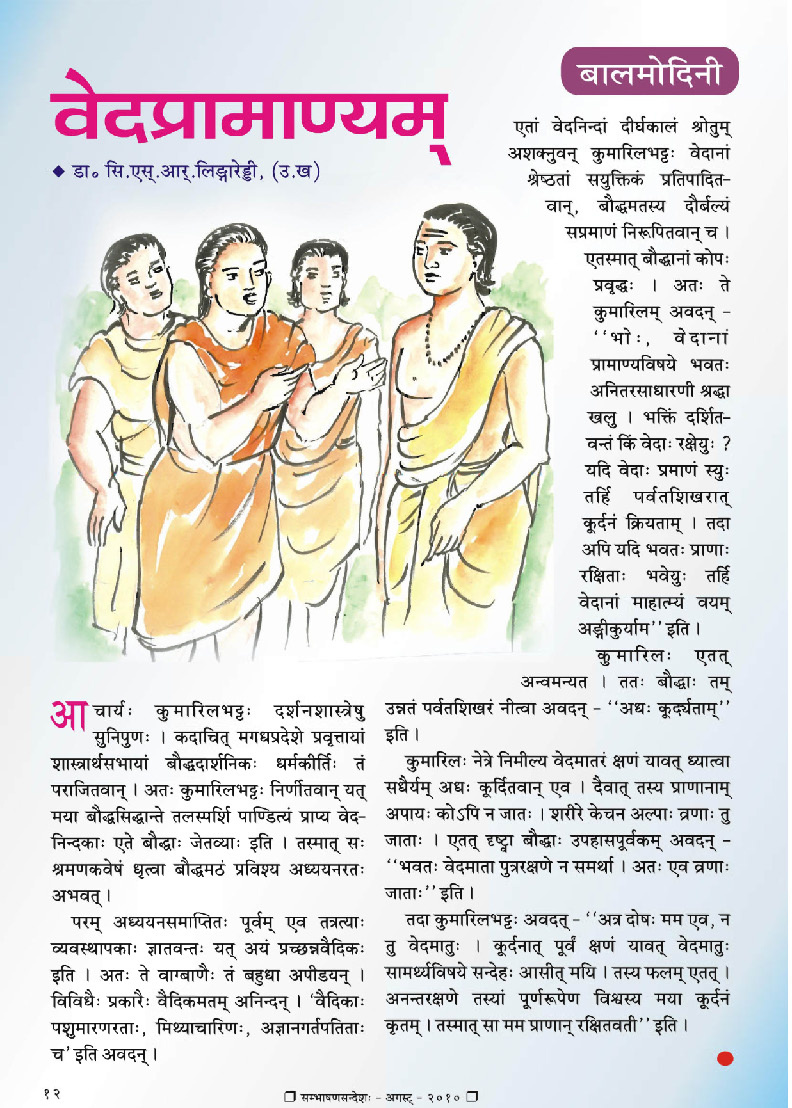 बालमोदिनी
वेदप्रामाण्यम्
◆ डा॰ सि.एस्.आर्.लिङ्गारेड्डी, (उ.ख)
आचार्यः कुमारिलभट्टः दर्शनशास्त्रेषु
सुनिपुणः । कदाचित् मगधप्रदेशे प्रवृत्तायां
शास्त्रार्थसभायां बौद्धदार्शनिकः धर्मकीर्तिः तं
पराजितवान् । अतः कुमारिलभट्टः निर्णीतवान् यत्
मया बौद्धसिद्धान्ते तलस्पर्शि पाण्डित्यं प्राप्य वेद-
निन्दकाः एते बौद्धाः जेतव्याः इति । तस्मात् सः
श्रमणकवेषं धृत्वा बौद्धमठं प्रविश्य अध्ययनरतः
अभवत् ।
परम् अध्ययनसमाप्तितः पूर्वम् एव तत्रत्याः
व्यवस्थापकाः ज्ञातवन्तः यत् अयं प्रच्छन्नवैदिकः
इति । अतः ते वाग्बाणैः तं बहुधा अपीडयन् ।
विविधैः प्रकारैः वैदिकमतम् अनिन्दन् । ‘वैदिकाः
पशुमारणरताः, मिथ्याचारिणः, अज्ञानगर्तपतिताः
च’ इति अवदन् ।
एतां वेदनिन्दां दीर्घकालं श्रोतुम्
अशक्नुवन् कुमारिलभट्टः वेदानां
श्रेष्ठतां सयुक्तिकं प्रतिपादित-
वान्, बौद्धमतस्य दौर्बल्यं
सप्रमाणं निरूपितवान् च ।
एतस्मात् बौद्धानां कोपः
प्रवृद्धः । अतः ते
कुमारिलम् अवदन् -
‘‘भोः, वेदानां
प्रामाण्यविषये भवतः
अनितरसाधारणी श्रद्धा
खलु । भक्तिं दर्शित-
वन्तं किं वेदाः रक्षेयुः ?
यदि वेदाः प्रमाणं स्युः
तर्हि पर्वतशिखरात्
कूर्दनं क्रियताम् । तदा
अपि यदि भवतः प्राणाः
रक्षिताः भवेयुः तर्हि
वेदानां माहात्म्यं वयम्
अङ्गीकुर्याम’’ इति ।
कुमारिलः एतत्
अन्वमन्यत । ततः बौद्धाः तम्
उन्नतं पर्वतशिखरं नीत्वा अवदन् - ‘‘अधः कूर्द्यताम्’’
इति ।
कुमारिलः नेत्रे निमील्य वेदमातरं क्षणं यावत् ध्यात्वा
सधैर्यम् अधः कूर्दितवान् एव । दैवात् तस्य प्राणानाम्
अपायः कोऽपि न जातः । शरीरे केचन अल्पाः व्रणाः तु
जाताः । एतत् दृष्ट्वा बौद्धाः उपहासपूर्वकम् अवदन् -
‘‘भवतः वेदमाता पुत्ररक्षणे न समर्था । अतः एव व्रणाः
जाताः’’ इति ।
तदा कुमारिलभट्टः अवदत् - ‘‘अत्र दोषः मम एव, न
तु वेदमातुः । कूर्दनात् पूर्वं क्षणं यावत् वेदमातुः
सामर्थ्यविषये सन्देहः आसीत् मयि । तस्य फलम् एतत् ।
अनन्तरक्षणे तस्यां पूर्णरूपेण विश्वस्य मया कूर्दनं
कृतम् । तस्मात् सा मम प्राणान् रक्षितवती’’ इति ।
१२
❐ सम्भाषणसन्देशः - अगस्ट् - २०१० ❐